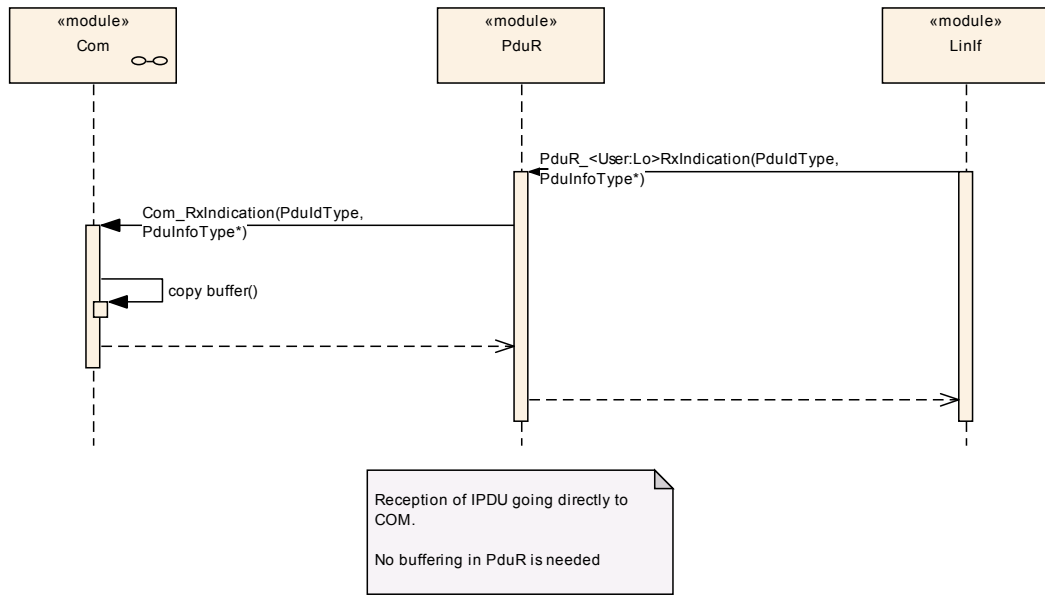 «module»
Com
«module»
PduR
«module»
LinIf
PduR_<User:Lo>RxIndication(PduIdType,
PduInfoType*)
Com_RxIndication(PduIdType,
PduInfoType*)
copy buffer()
Reception of IPDU going directly to
COM.
No buffering in PduR is needed